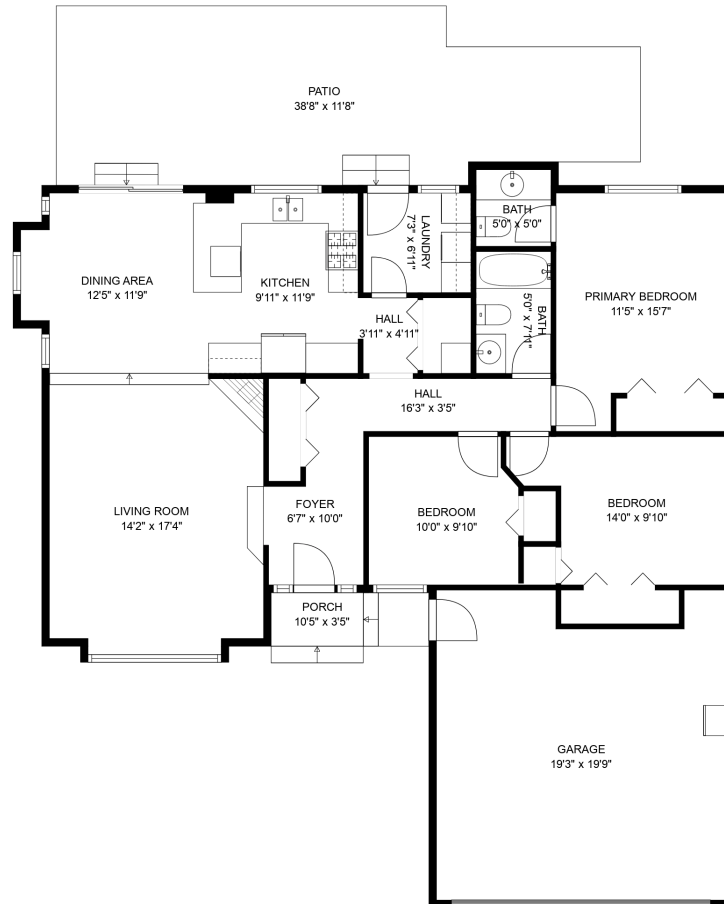 PATIO
38'8" x 11'8"
BATH
5'0" x 5'0"
LAUNDRY
7'3" x 6'11"
DINING AREA
12'5" x 11'9"
KITCHEN
9'11" x 11'9"
PRIMARY BEDROOM
11'5" x 15'7"
BATH
5'0" x 7'11"
HALL
3'11" x 4'11"
HALL
16'3" x 3'5"
LIVING ROOM
14'2" x 17'4"
FOYER
6'7" x 10'0"
BEDROOM
10'0" x 9'10"
BEDROOM
14'0" x 9'10"
PORCH
10'5" x 3'5"
GARAGE
19'3" x 19'9"